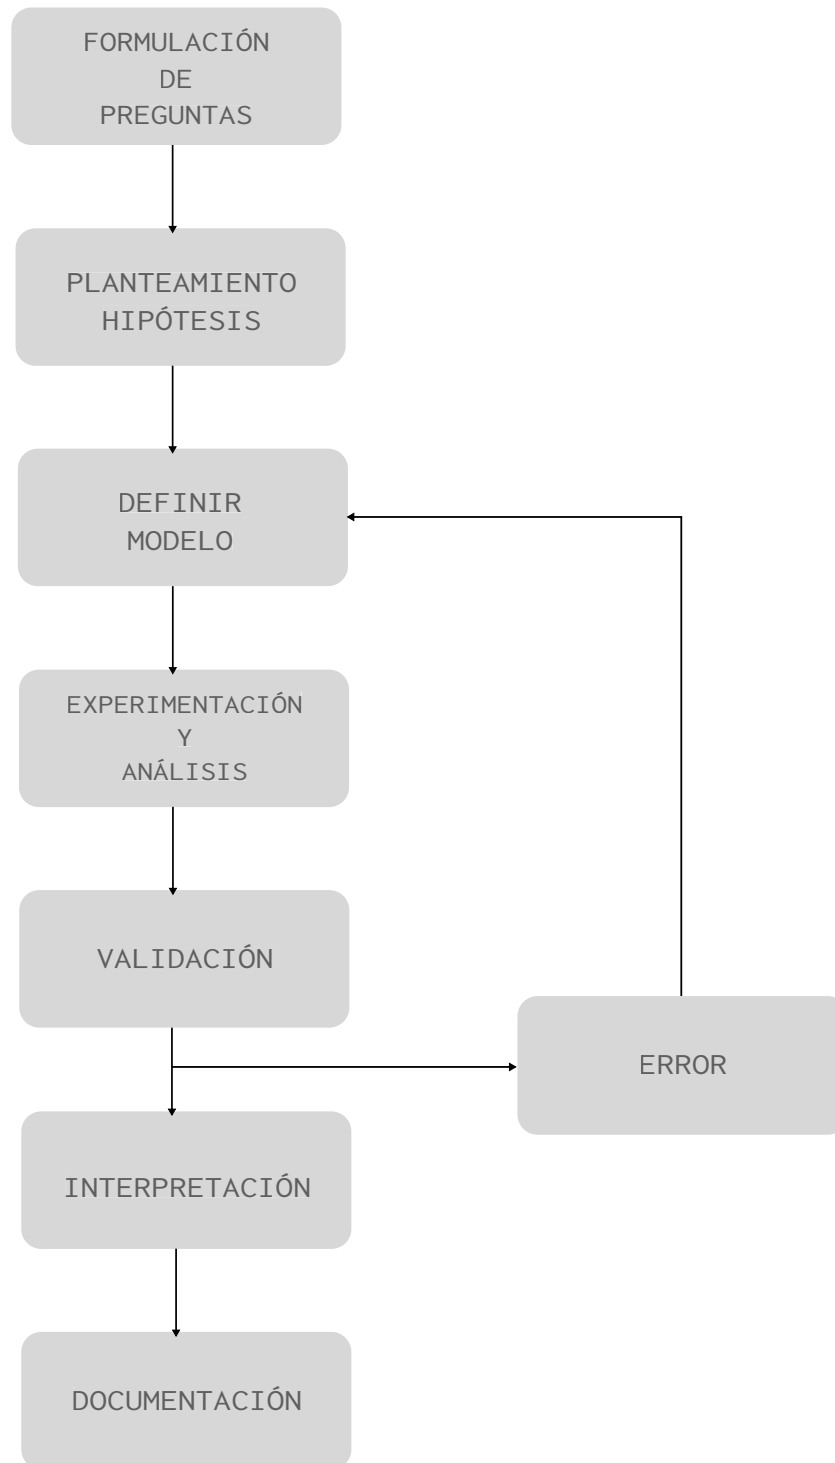 FORMULACIÓN
DE
PREGUNTAS
PLANTEAMIENTO
HIPÓTESIS
DEFINIR
MODELO
EXPERIMENTACIÓN
Y
ANÁLISIS
VALIDACIÓN
ERROR
INTERPRETACIÓN
DOCUMENTACIÓN